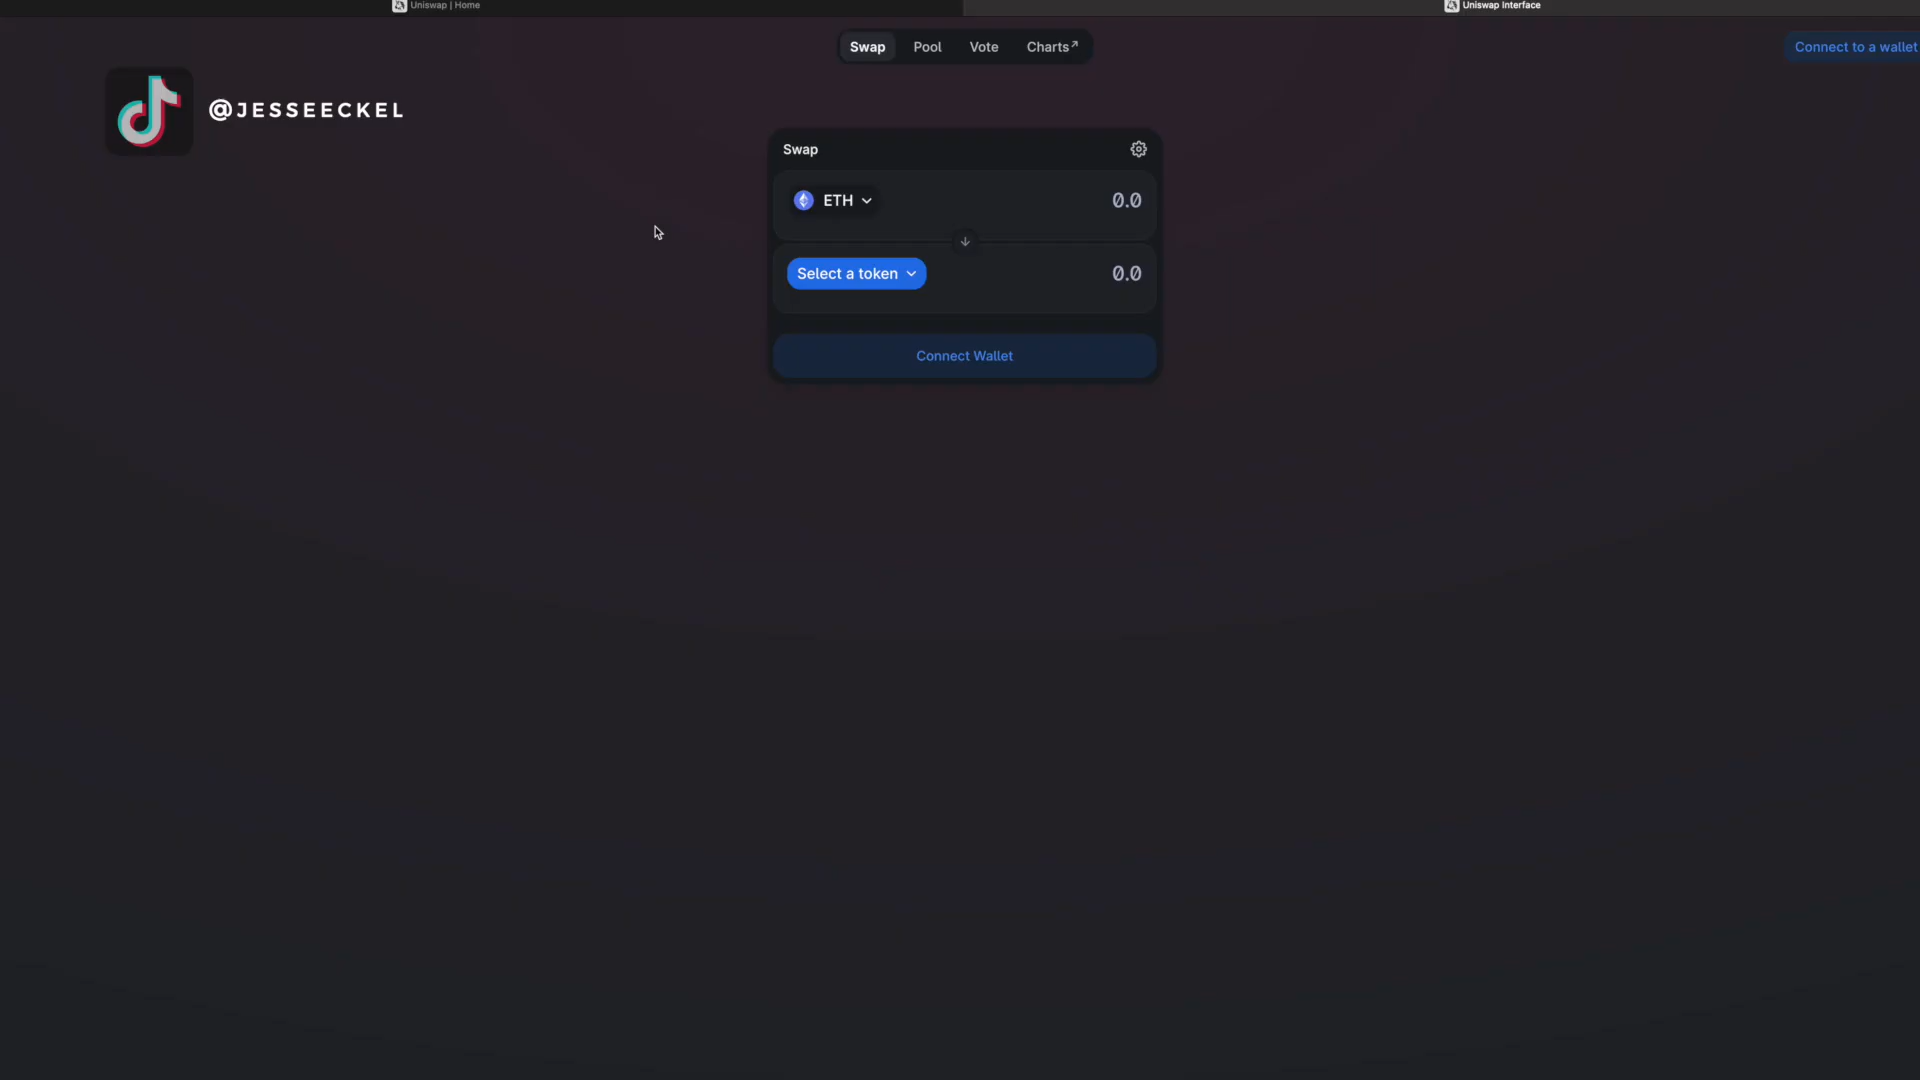 Uniswap | Home
Uniswap Interface
Swap
Pool
Vote
Charts↗
Connect to a wallet
@JESSEECKEL
Swap
ETH
0.0
Select a token
0.0
Connect Wallet